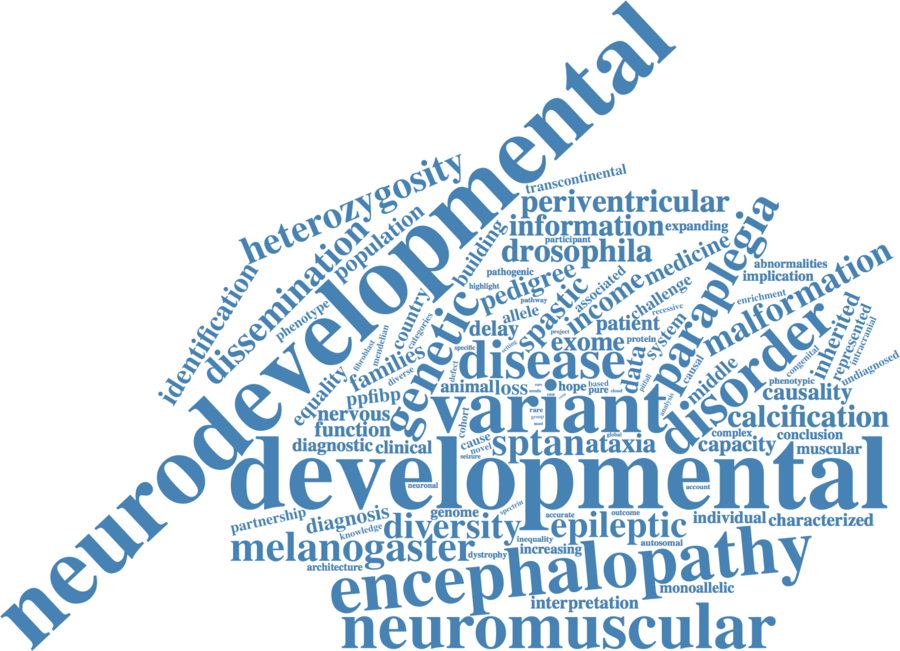 neurodevelopmental
transcontinental
heterozygosity
periventricular
information
expanding
participant
drosophila
building
population
dissemination
identification
phenotype
pathogenic
highlight
pedigree
pathway
associated
medicine
income
challenge
recessive
abnormalities
implication
paraplegia
malformation
enrichment
country
categories
mendelian
fibroblast
genetic
allele
delay
spastic
project
patient
exome
protein
system
data
specific
disease
defect
families
diverse
equality
ppfibp
animal
loss
hope
based
pure
rare
group
causal
middle
pitfall
analysis
disorder
congenital
inherited
represented
intracranial
undiagnosed
phenotypic
causality
nervous
function
variant
calcification
diagnostic
clinical
cohort
cause
novel
seizure
sptan
ataxia
global
complex
capacity
conclusion
muscular
developmental
neuronal
account
partnership
diagnosis
knowledge
genome
spectrin
diversity
accurate
outcome
epileptic
individual
characterized
melanogaster
dystrophy
inequality
increasing
autosomal
architecture
encephalopathy
monoallelic
interpretation
neuromuscular